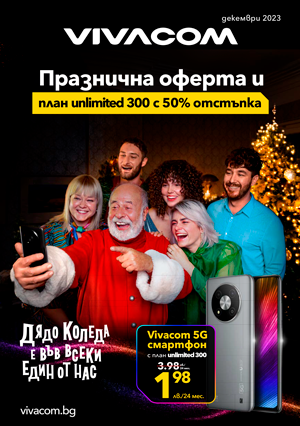 декември 2023
VIVACOM
Празнична оферта и
план unlimited 300 с 50% отстъпка
Дядо Коледа
е във всеки
един от нас
Vivacom 5G
смартфон
с план unlimited 300
3.98
1.98
лв./24 мес.
vivacom.bg